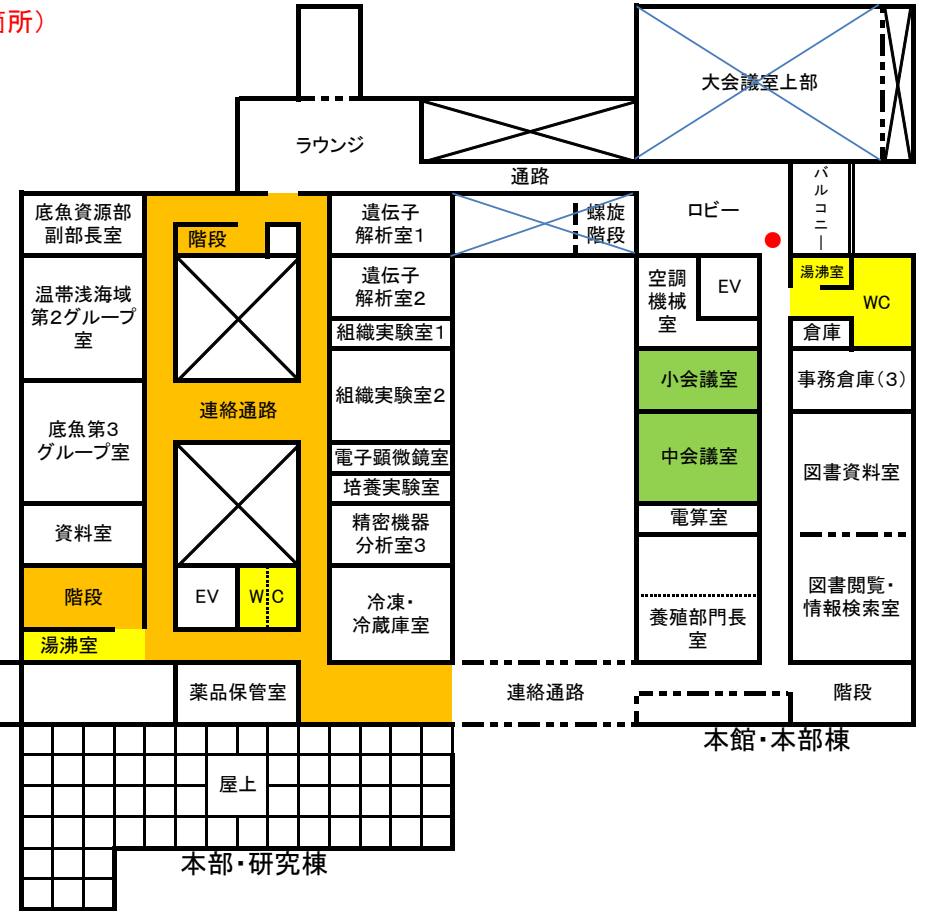 所）
大会議室上部
ラウンジ
通路
バルコニー
ロビー
底魚資源部
副部長室
階段
遺伝子
解析室1
螺旋
階段
温帯浅海域
第2グループ
室
遺伝子
解析室2
空調
機械
室
EV
湯沸室
WC
倉庫
組織実験室1
組織実験室2
小会議室
事務倉庫（3）
連絡通路
底魚第3
グループ室
中会議室
図書資料室
電子顕微鏡室
培養実験室
資料室
精密機器
分析室3
電算室
階段
EV
WC
冷凍・
冷蔵庫室
養殖部門長
室
図書閲覧・
情報検索室
湯沸室
薬品保管室
連絡通路
階段
本館・本部棟
屋上
本部・研究棟